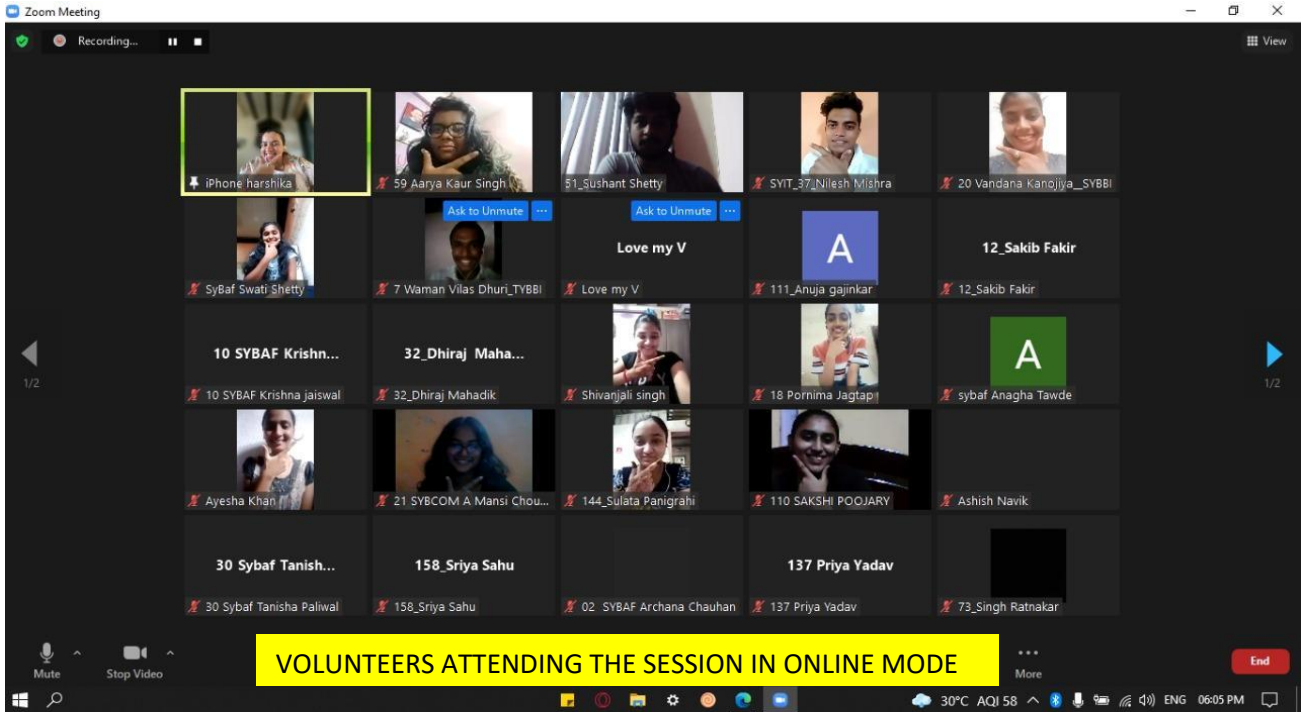 Zoom Meeting
Recording...
View
iPhone harshika
59 Aarya Kaur Singh
51_Sushant Shetty
SYIT_37_Nilesh Mishra
20 Vandana Kanojiya__SYBBI
SyBaf Swati Shetty
Ask to Unmute ...
7 Waman Vilas Dhuri_TYBBI
Ask to Unmute ...
Love my V
Love my V
A
111_Anuja gajinkar
12_Sakib Fakir
12_Sakib Fakir
1/2
10 SYBAF Krishn...
10 SYBAF Krishna jaiswal
32_Dhiraj Maha...
32_Dhiraj Mahadik
Shivanjali singh
18 Pornima Jagtap
A
sybaf Anagha Tawde
1/2
Ayesha Khan
21 SYBCOM A Mansi Chou...
144_Sulata Panigrahi
110 SAKSHI POOJARY
Ashish Navik
30 Sybaf Tanish...
30 Sybaf Tanisha Paliwal
158_Sriya Sahu
158_Sriya Sahu
02 SYBAF Archana Chauhan
137 Priya Yadav
137 Priya Yadav
73_Singh Ratnakar
Mute
Stop Video
VOLUNTEERS ATTENDING THE SESSION IN ONLINE MODE
More
End
30°C AQI 58
ENG
06:05 PM